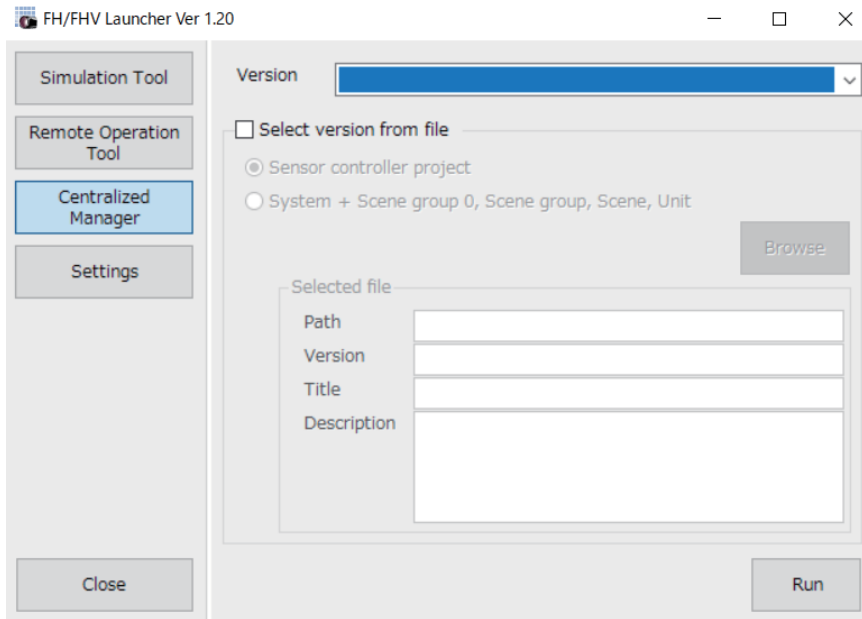 FH/FHV Launcher Ver 1.20
Simulation Tool
Remote Operation
Tool
Centralized
Manager
Settings
Close
Version
Select version from file
Sensor controller project
System + Scene group 0, Scene group, Scene, Unit
Browse
Selected file
Path
Version
Title
Description
Run